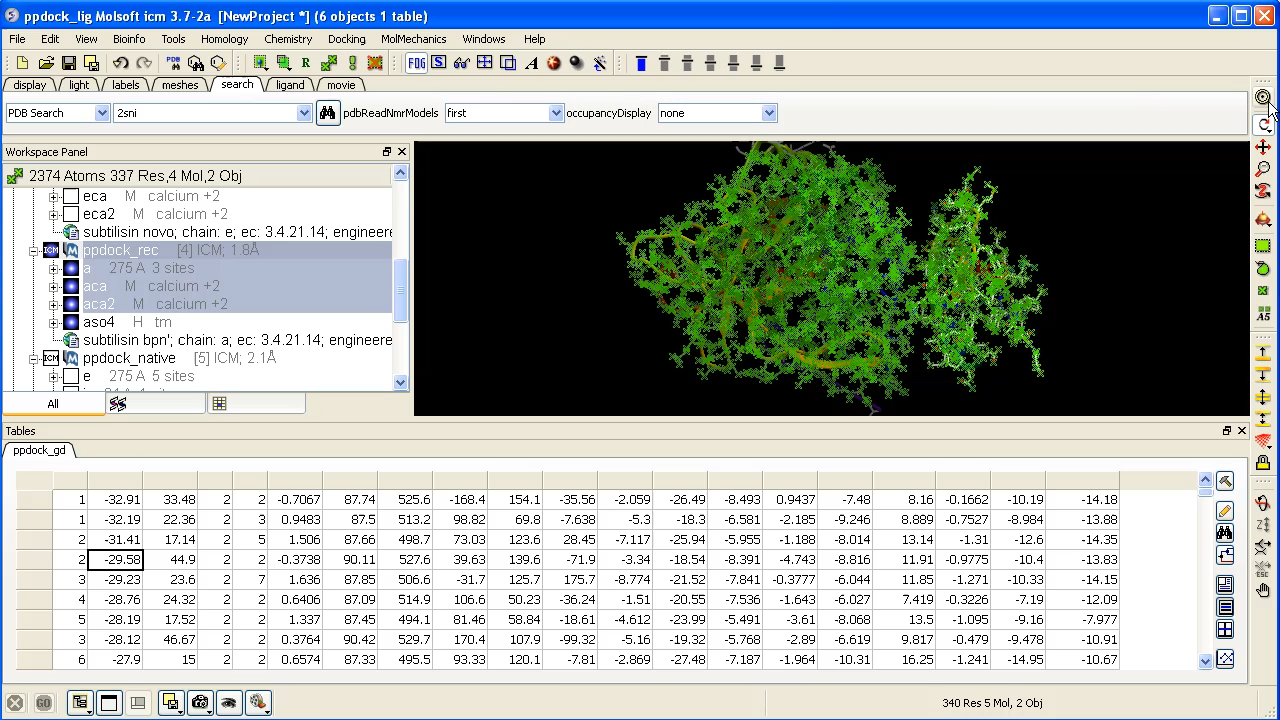 ppdock_lig Molsoft icm 3.7-2a [NewProject *] (6 objects 1 table)
File Edit View Bioinfo Tools Homology Chemistry Docking MolMechanics Windows Help
PDB R FOG S A
display light labels meshes search ligand movie
PDB Search 2sni pdbReadNmrModels first occupancyDisplay none
Workspace Panel
2374 Atoms 337 Res,4 Mol,2 Obj
eca M calcium +2
eca2 M calcium +2
subtilisin novo; chain: e; ec: 3.4.21.14; engineere
ICM ppdock_rec [4] ICM; 1.8Å
a 275 A 3 sites
aca M calcium +2
aca2 M calcium +2
aso4 H tm
subtilisin bpn'; chain: a; ec: 3.4.21.14; engineere
ICM ppdock_native [5] ICM; 2.1Å
e 275 A 5 sites
All
A5
Tables
ppdock_gd
1 -32.91 33.48 2 2 -0.7067 87.74 525.6 -168.4 154.1 -35.56 -2.059 -26.49 -8.493 0.9437 -7.48 8.16 -0.1662 -10.19 -14.18
1 -32.19 22.36 2 3 0.9483 87.5 513.2 98.82 69.8 -7.638 -5.3 -18.3 -6.581 -2.185 -9.246 8.889 -0.7527 -8.984 -13.88
2 -31.41 17.14 2 5 1.506 87.66 498.7 73.03 123.6 28.45 -7.117 -25.94 -5.955 -1.188 -8.014 13.14 -1.31 -12.6 -14.35
2 -29.58 44.9 2 2 -0.3738 90.11 527.6 39.63 139.6 -71.9 -3.34 -18.54 -8.391 -4.743 -8.816 11.91 -0.9775 -10.4 -13.83
3 -29.23 23.6 2 7 1.636 87.85 506.6 -31.7 125.7 175.7 -8.774 -21.52 -7.841 -0.3777 -6.044 11.85 -1.271 -10.33 -14.15
4 -28.76 24.32 2 2 0.6406 87.09 514.9 106.6 50.23 -6.24 -1.51 -20.55 -7.536 -1.643 -6.027 7.419 -0.3226 -7.19 -12.09
5 -28.19 17.52 2 2 1.337 87.45 494.1 81.46 58.84 -18.61 -4.612 -23.99 -5.491 -3.61 -8.068 13.5 -1.095 -9.16 -7.977
3 -28.12 46.67 2 2 0.3764 90.42 529.7 170.4 107.9 -99.32 -5.16 -19.32 -5.768 -2.89 -6.619 9.817 -0.479 -9.478 -10.91
6 -27.9 15 2 2 0.6574 87.33 495.5 93.33 120.1 -7.81 -2.869 -27.48 -7.187 -1.964 -10.31 16.25 -1.241 -14.95 -10.67
ESC
GO
340 Res 5 Mol, 2 Obj